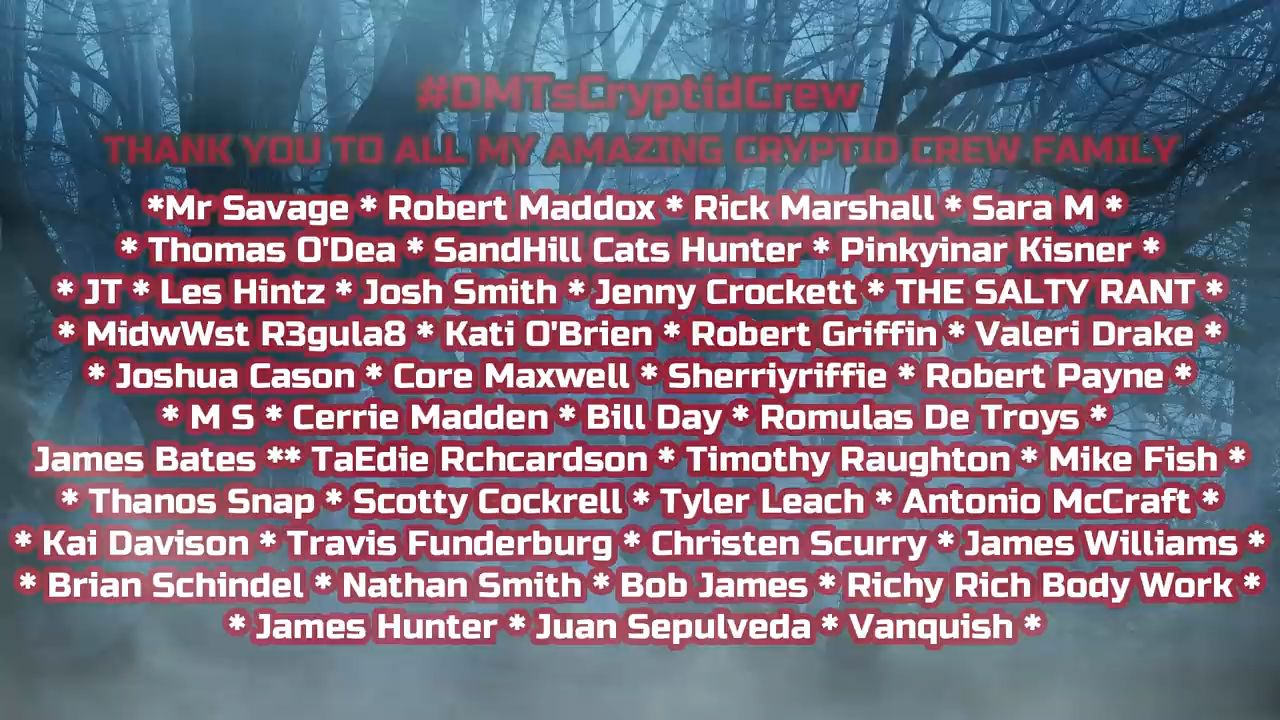 #DMTsCryptidCrew
THANK YOU TO ALL MY AMAZING CRYPTID CREW FAMILY
*Mr Savage * Robert Maddox * Rick Marshall * Sara M *
* Thomas O'Dea * SandHill Cats Hunter * Pinkyinar Kisner *
* JT * Les Hintz * Josh Smith * Jenny Crockett * THE SALTY RANT *
* MidwWst R3gula8 * Kati O'Brien * Robert Griffin * Valeri Drake *
* Joshua Cason * Core Maxwell * Sherriyriffie * Robert Payne *
* M S * Cerrie Madden * Bill Day * Romulas De Troys *
James Bates ** TaEdie Rchcardson * Timothy Raughton * Mike Fish *
* Thanos Snap * Scotty Cockrell * Tyler Leach * Antonio McCraft *
* Kai Davison * Travis Funderburg * Christen Scurry * James Williams *
* Brian Schindel * Nathan Smith * Bob James * Richy Rich Body Work *
* James Hunter * Juan Sepulveda * Vanquish *